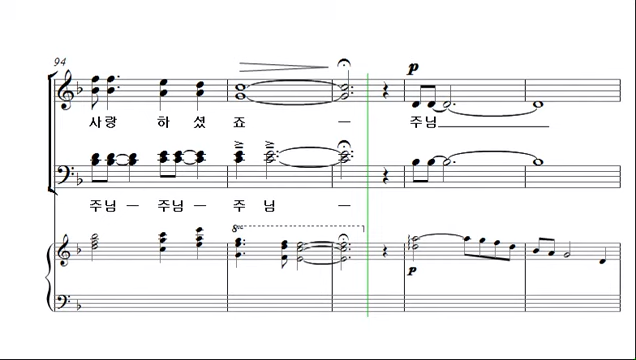 94
p
사랑 하 셨 죠 — 주님
주님 — 주님 — 주 님 —
8va
p